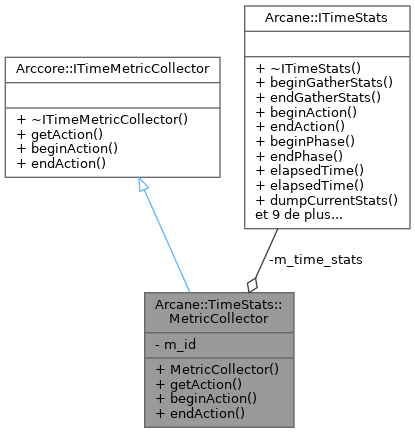 Arcane::ITimeStats
+ ~ITimeStats()
+ beginGatherStats()
+ endGatherStats()
+ beginAction()
+ endAction()
+ beginPhase()
+ endPhase()
+ elapsedTime()
+ elapsedTime()
+ dumpCurrentStats()
et 9 de plus...
Arccore::ITimeMetricCollector
+ ~ITimeMetricCollector()
+ getAction()
+ beginAction()
+ endAction()
-m_time_stats
Arcane::TimeStats::
MetricCollector
- m_id
+ MetricCollector()
+ getAction()
+ beginAction()
+ endAction()